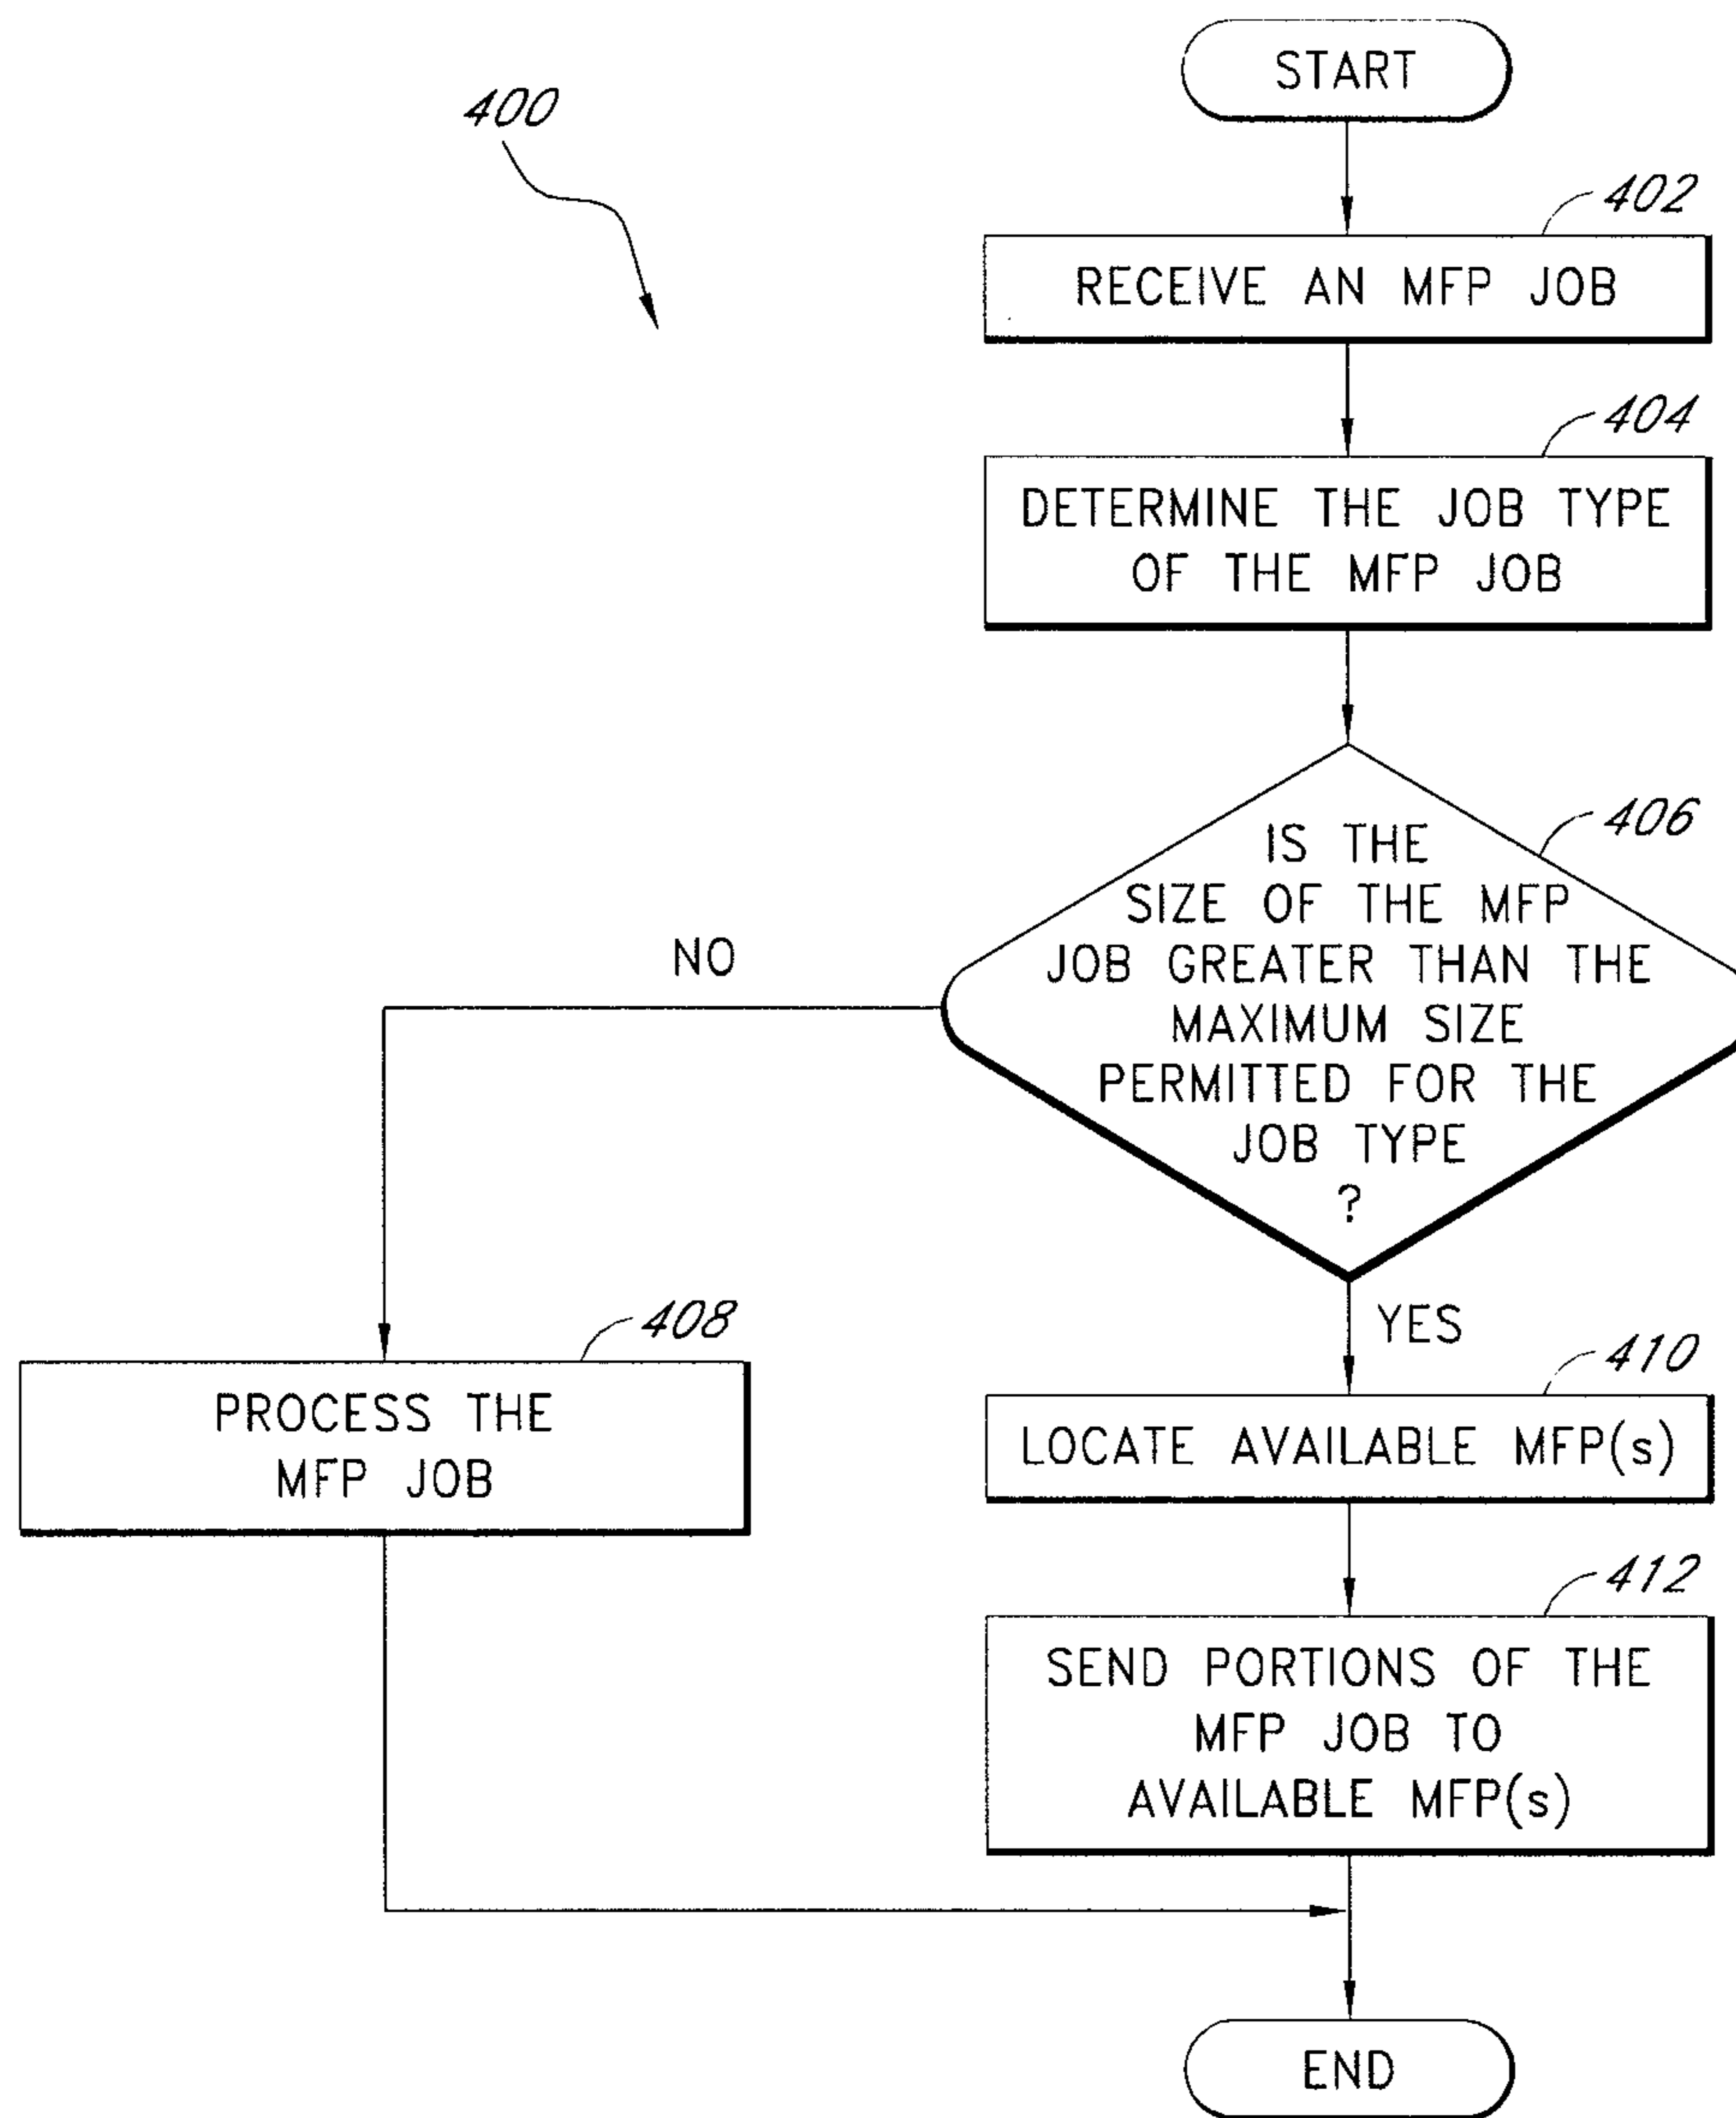 START
400
402
RECEIVE AN MFP JOB
404
DETERMINE THE JOB TYPE
OF THE MFP JOB
406
IS THE
SIZE OF THE MFP
JOB GREATER THAN THE
MAXIMUM SIZE
PERMITTED FOR THE
JOB TYPE
?
NO
YES
408
PROCESS THE
MFP JOB
410
LOCATE AVAILABLE MFP(s)
412
SEND PORTIONS OF THE
MFP JOB TO
AVAILABLE MFP(s)
END